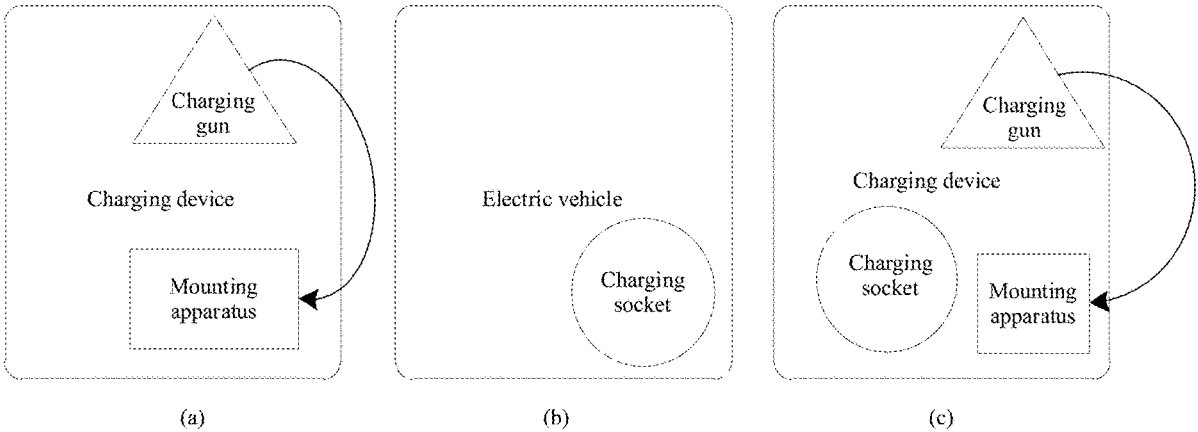 Charging
gun
Charging device
Mounting
apparatus
(a)
Electric vehicle
Charging
socket
(b)
Charging
gun
Charging device
Charging
socket
Mounting
apparatus
(c)